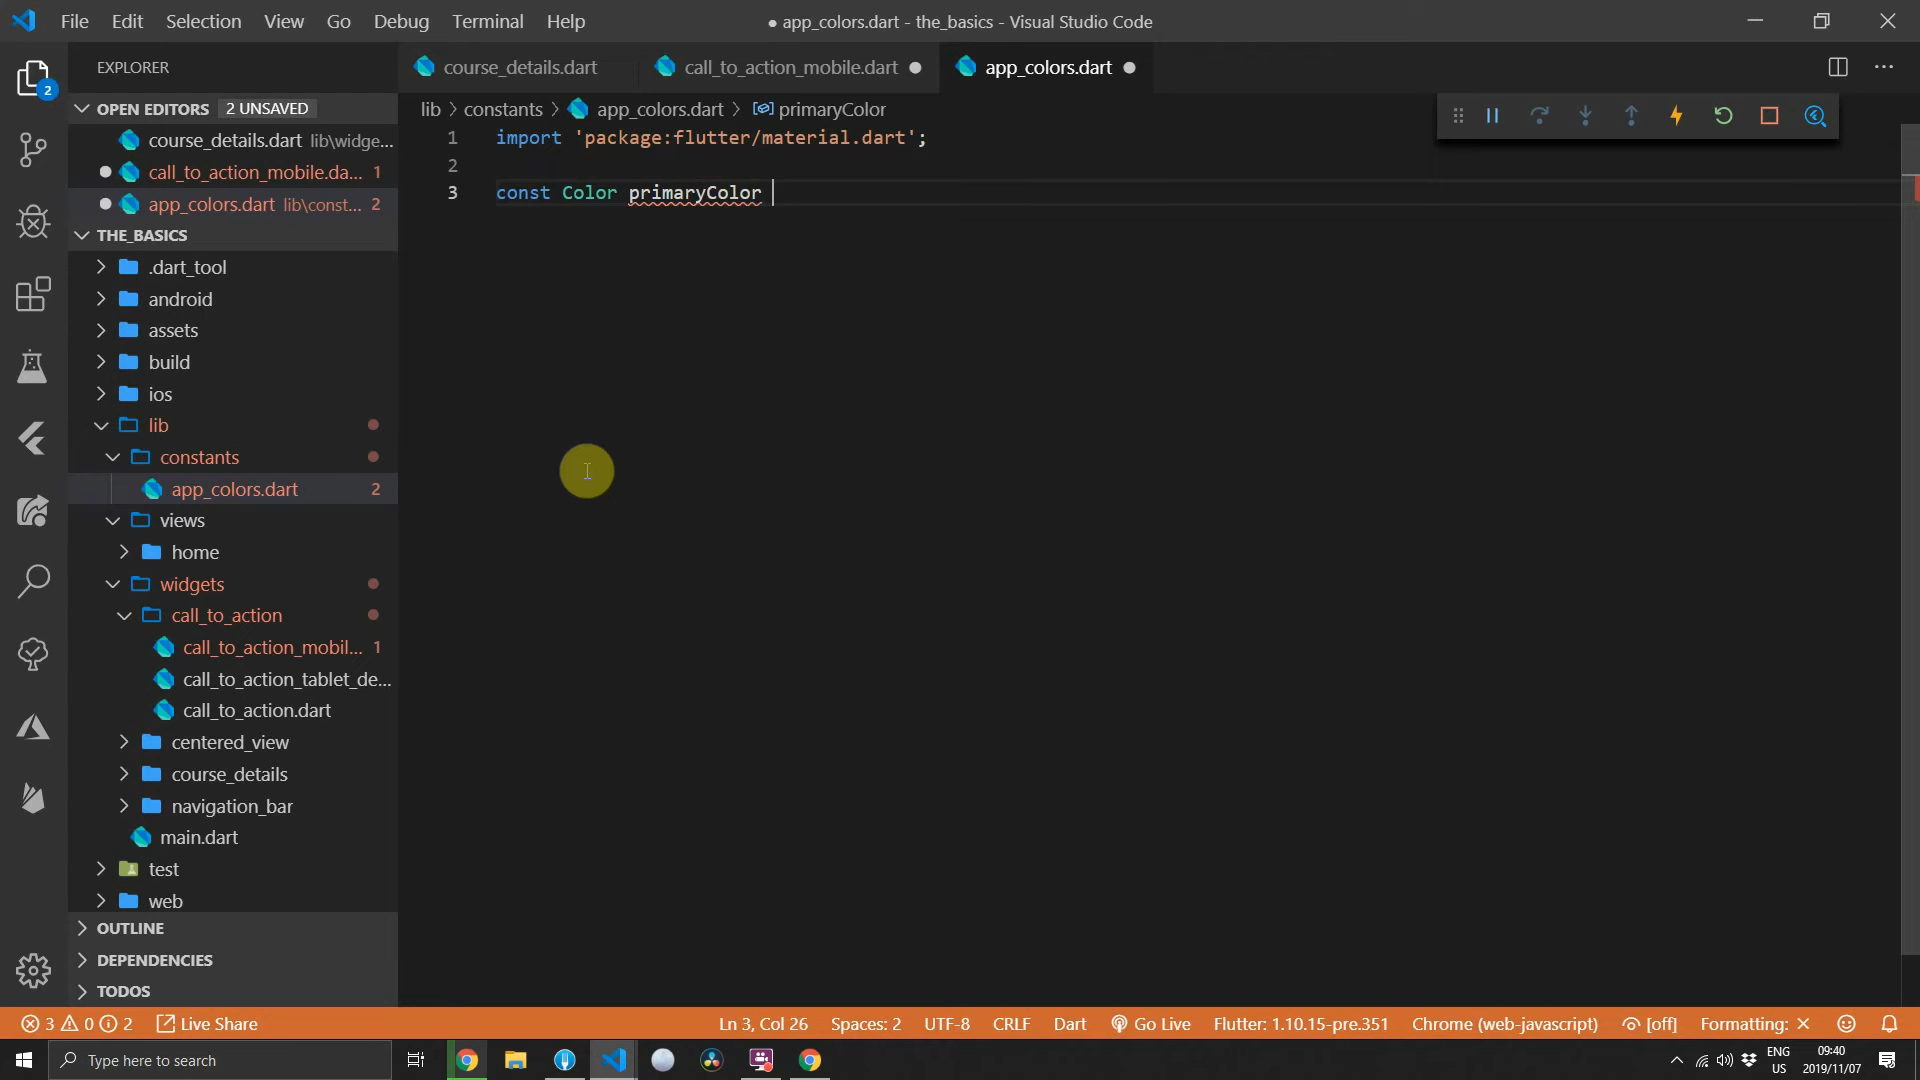 File Edit Selection View Go Debug Terminal Help
● app_colors.dart - the_basics - Visual Studio Code
EXPLORER
2
course_details.dart
call_to_action_mobile.dart
app_colors.dart
OPEN EDITORS 2 UNSAVED
lib > constants > app_colors.dart > primaryColor
course_details.dart lib\widge...
call_to_action_mobile.da... 1
app_colors.dart lib\const... 2
1 import 'package:flutter/material.dart';
2
3 const Color primaryColor
THE_BASICS
.dart_tool
android
assets
build
ios
lib
constants
app_colors.dart 2
views
home
widgets
call_to_action
call_to_action_mobil... 1
call_to_action_tablet_de...
call_to_action.dart
centered_view
course_details
navigation_bar
main.dart
test
web
OUTLINE
DEPENDENCIES
TODOS
3 0 2 Live Share
Ln 3, Col 26 Spaces: 2 UTF-8 CRLF Dart Go Live Flutter: 1.10.15-pre.351 Chrome (web-javascript) [off] Formatting: ×
Type here to search
ENG
US
09:40
2019/11/07